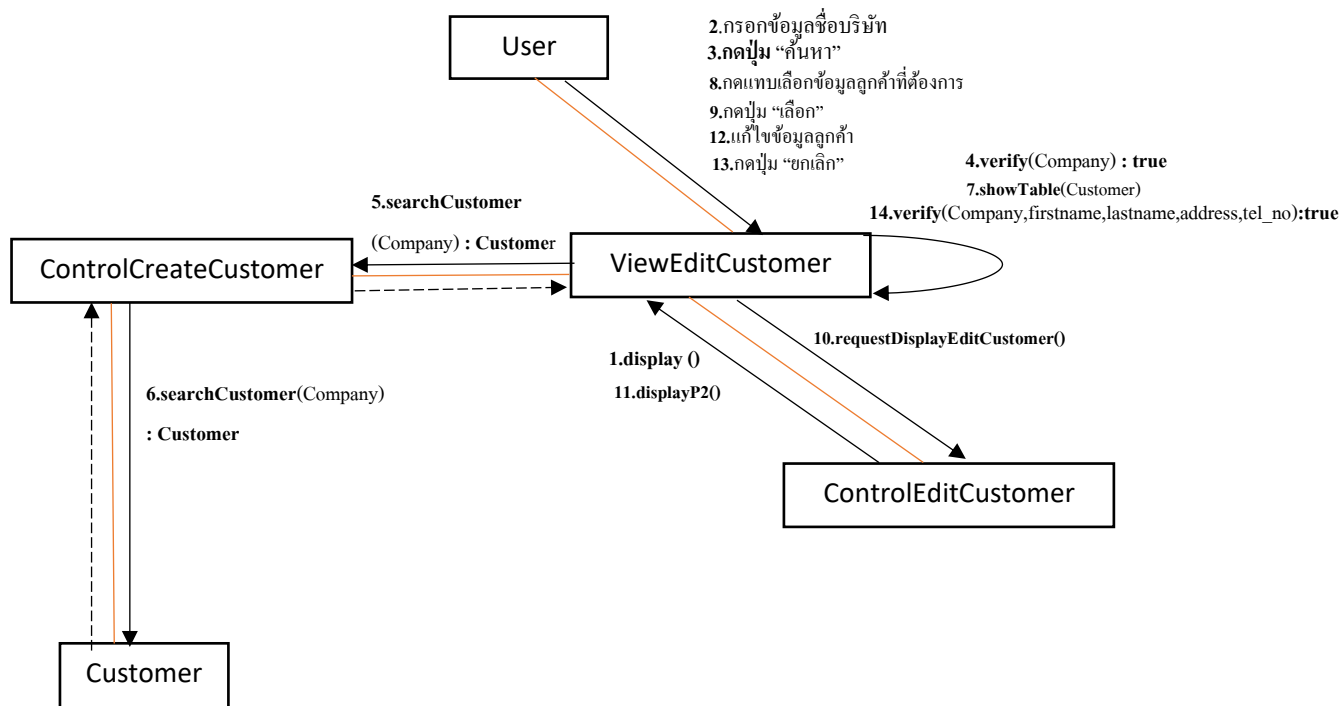 User
2.กรอกข้อมูลชื่อบริษัท
3.กดปุ่ม “ค้นหา”
8.กดแทบเลือกข้อมูลลูกค้าที่ต้องการ
9.กดปุ่ม “เลือก”
12.แก้ไขข้อมูลลูกค้า
13.กดปุ่ม “ยกเลิก”
4.verify(Company) : true
7.showTable(Customer)
14.verify(Company,firstname,lastname,address,tel_no):true
5.searchCustomer
(Company) : Customer
ControlCreateCustomer
ViewEditCustomer
10.requestDisplayEditCustomer()
1.display ()
11.displayP2()
6.searchCustomer(Company)
: Customer
ControlEditCustomer
Customer